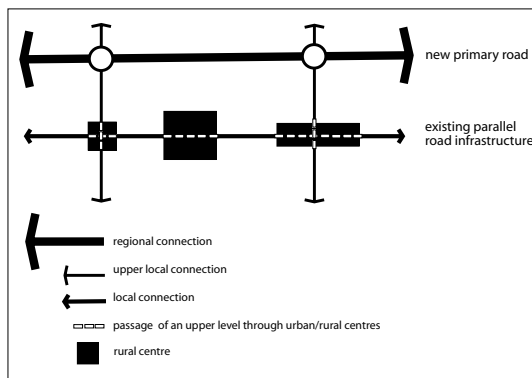 new primary road
existing parallel
road infrastructure
regional connection
upper local connection
local connection
passage of an upper level through urban/rural centres
rural centre